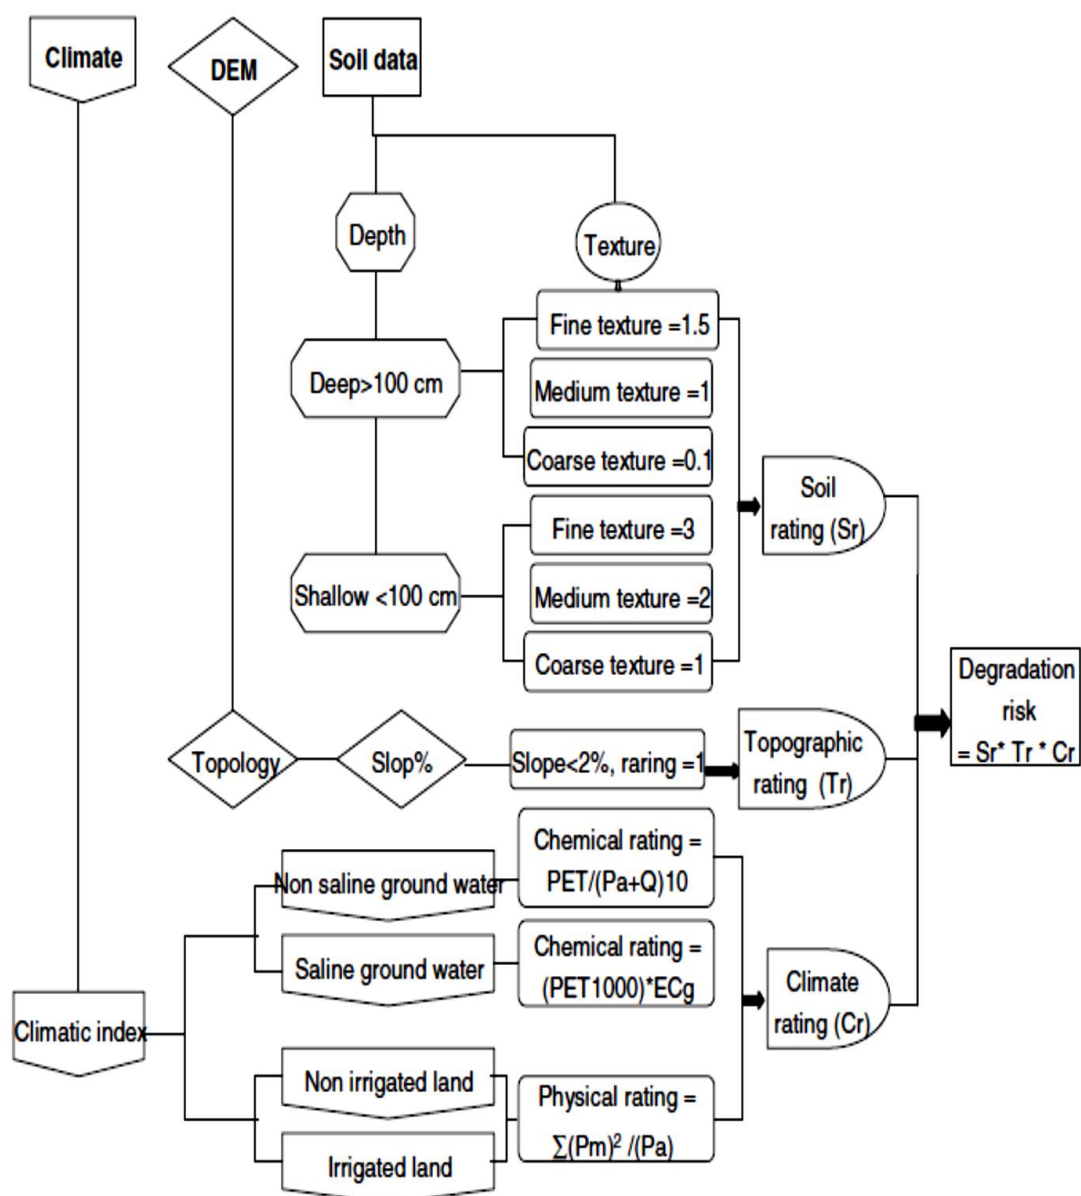 Climate
DEM
Soil data
Depth
Texture
Fine texture =1.5
Deep>100 cm
Medium texture =1
Coarse texture =0.1
Soil
rating (Sr)
Fine texture =3
Shallow <100 cm
Medium texture =2
Coarse texture =1
Degradation
risk
= Sr* Tr * Cr
Topology
Slop%
Slope<2%, raring =1
Topographic
rating (Tr)
Non saline ground water
Chemical rating =
PET/(Pa+Q)10
Saline ground water
Chemical rating =
(PET1000)*ECg
Climatic index
Climate
rating (Cr)
Non irrigated land
Physical rating =
∑(Pm)² /(Pa)
Irrigated land